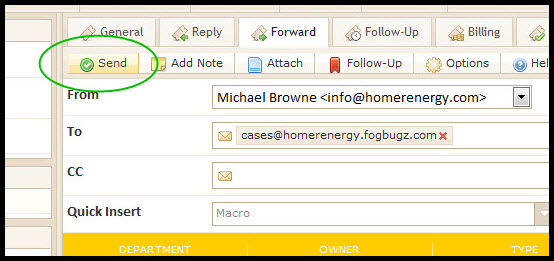 General Reply Forward Follow-Up Billing
Send Add Note Attach Follow-Up Options
From Michael Browne <info@homerenergy.com>
To cases@homerenergy.fogbugz.com
CC
Quick Insert Macro
DEPARTMENT OWNER TYPE